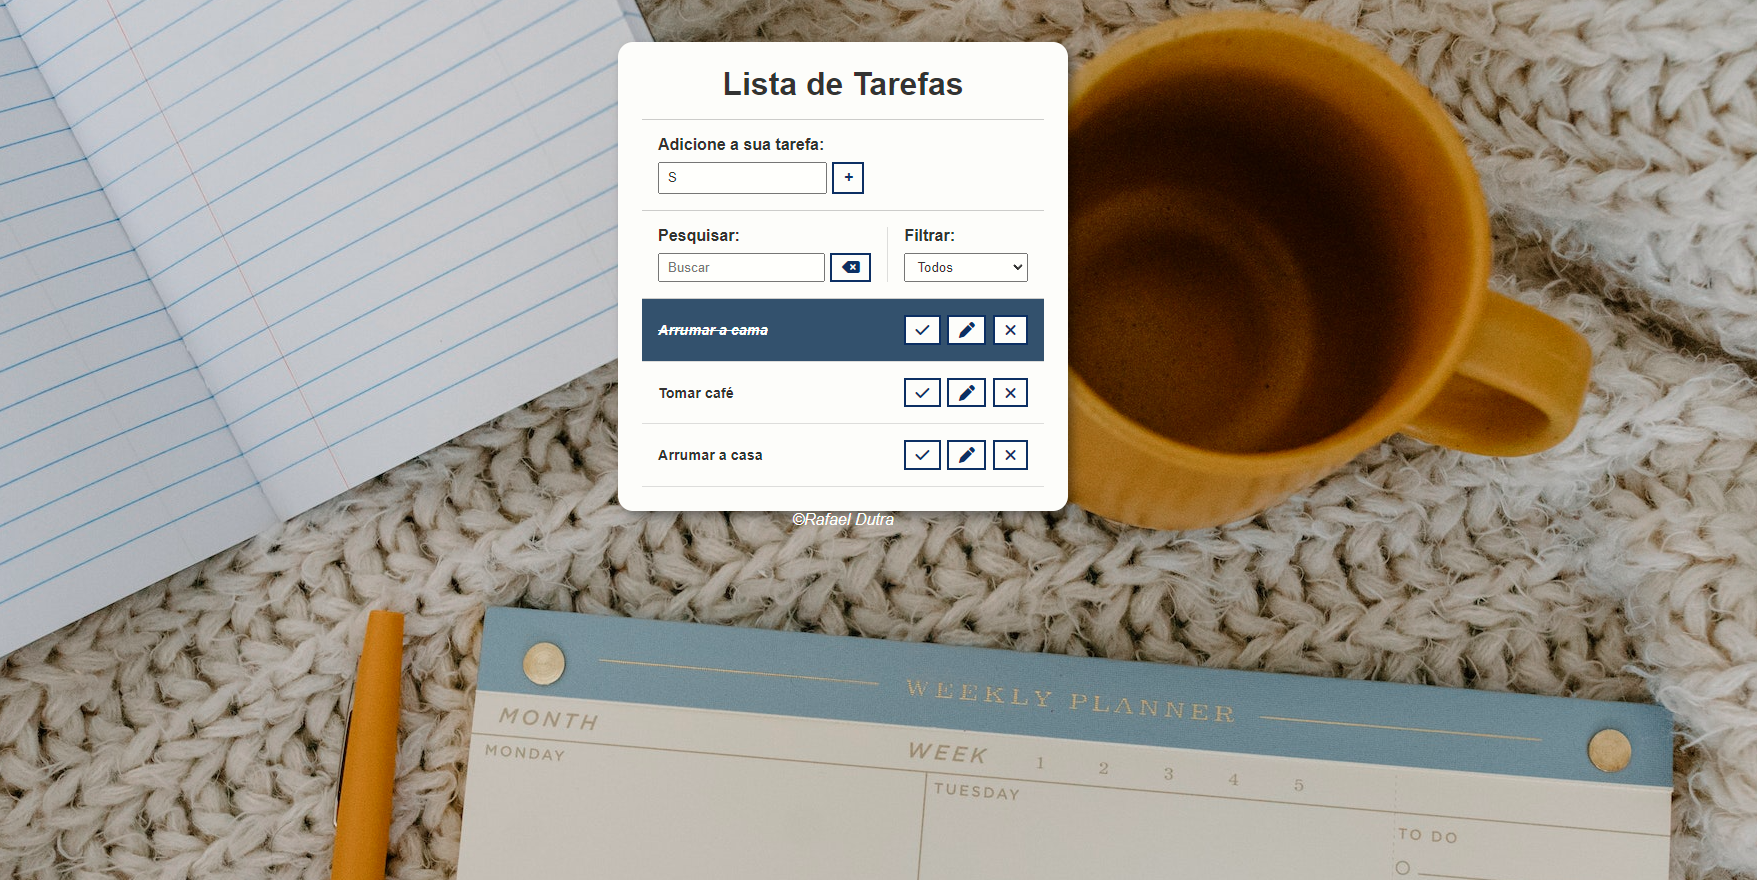 Lista de Tarefas
Adicione a sua tarefa:
S
+
Pesquisar:
Filtrar:
Buscar
Todos
Arrumar a cama
Tomar café
Arrumar a casa
©Rafael Dutra
WEEKLY PLANNER
MONTH
WEEK 1 2 3 4 5
MONDAY
TUESDAY
TO DO